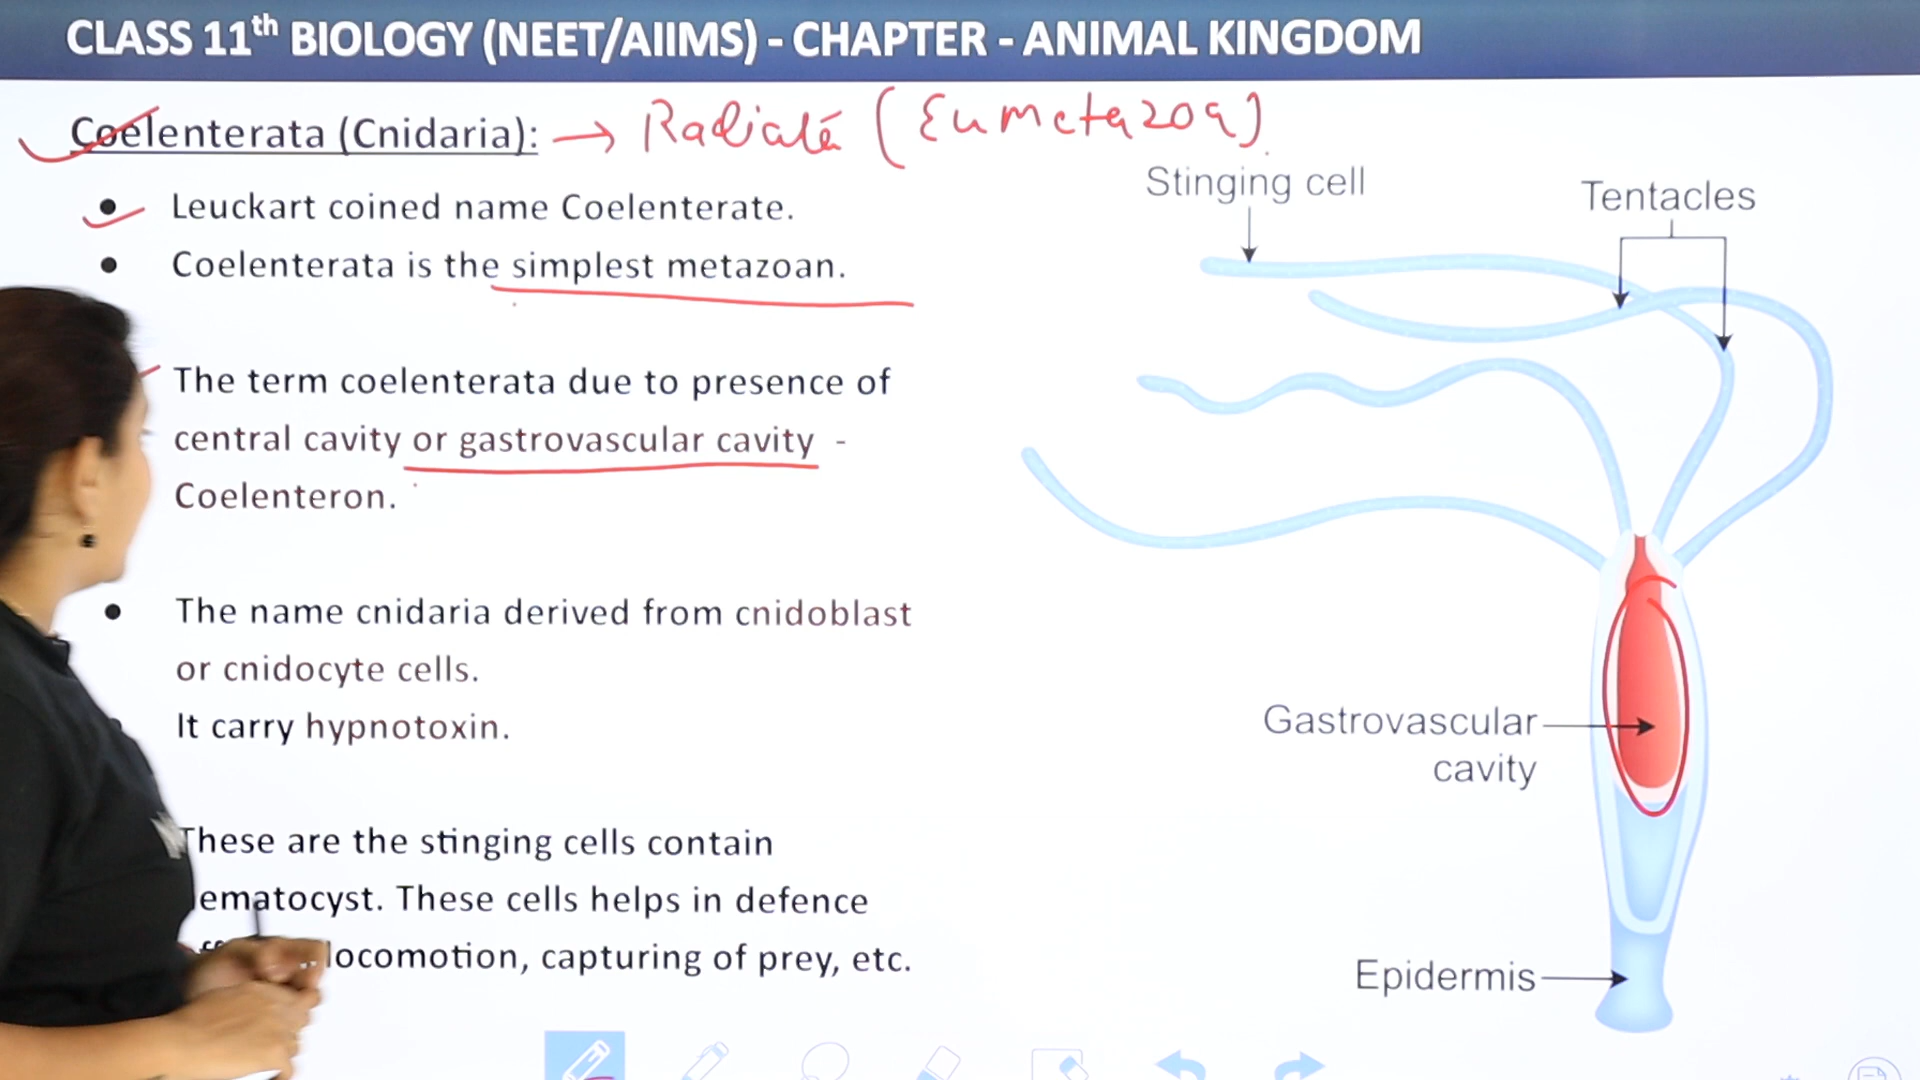 CLASS 11th BIOLOGY (NEET/AIIMS) - CHAPTER - ANIMAL KINGDOM
Coelenterata (Cnidaria): → Radiata (Eumetazoa)
Leuckart coined name Coelenterate.
Coelenterata is the simplest metazoan.
The term coelenterata due to presence of
central cavity or gastrovascular cavity -
Coelenteron.
The name cnidaria derived from cnidoblast
or cnidocyte cells.
It carry hypnotoxin.
These are the stinging cells contain
ematocyst. These cells helps in defence
locomotion, capturing of prey, etc.
Stinging cell
Tentacles
Gastrovascular
cavity
Epidermis